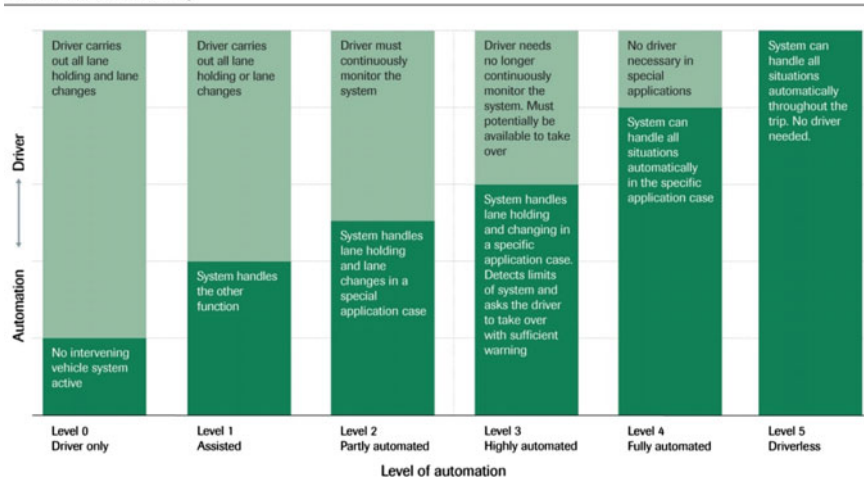 Driver carries
out all lane
holding and lane
changes
Driver carries
out all lane
holding or lane
changes
Driver must
continuously
monitor the
system
Driver needs
no longer
continuously
monitor the
system. Must
potentially be
available to take
over
No driver
necessary in
special
applications
System can
handle all
situations
automatically
throughout the
trip. No driver
needed.
System can
handle all
situations
automatically
in the specific
application case
System handles
lane holding
and changing in
a specific
application case.
Detects limits
of system and
asks the driver
to take over
with sufficient
warning
System handles
lane holding
and lane
changes in a
special
application case
System handles
the other
function
No intervening
vehicle system
active
Driver
Automation
Level 0
Driver only
Level 1
Assisted
Level 2
Partly automated
Level 3
Highly automated
Level 4
Fully automated
Level 5
Driverless
Level of automation